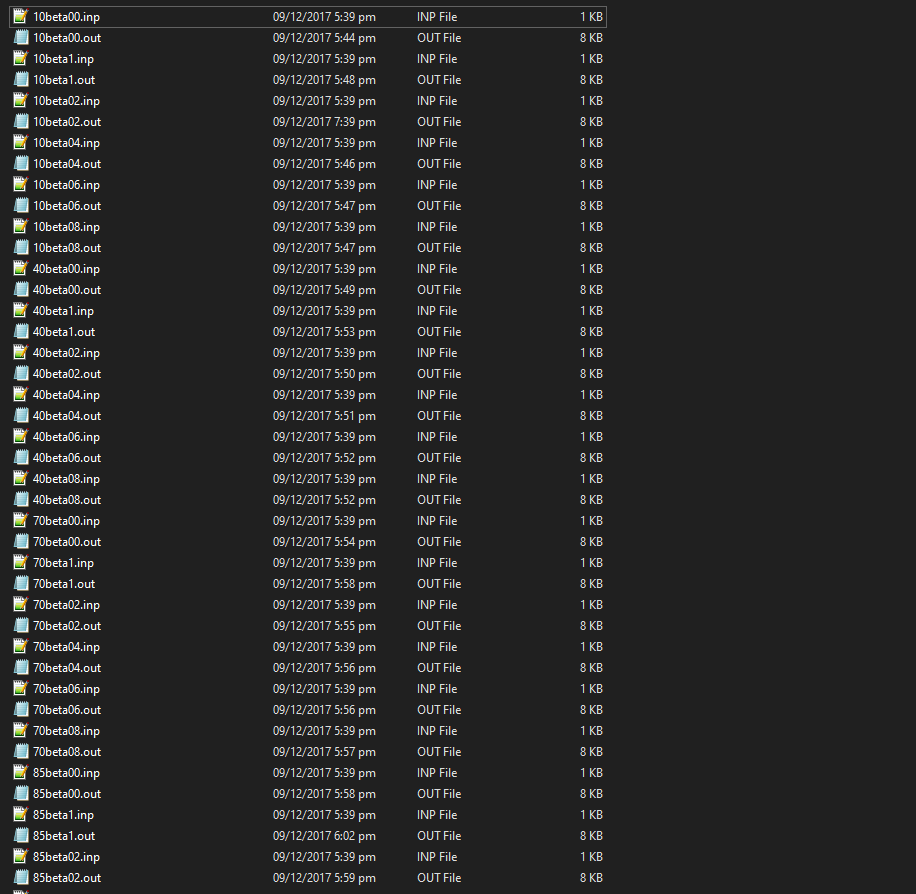 10beta00.inp 09/12/2017 5:39 pm INP File 1 KB
10beta00.out 09/12/2017 5:44 pm OUT File 8 KB
10beta1.inp 09/12/2017 5:39 pm INP File 1 KB
10beta1.out 09/12/2017 5:48 pm OUT File 8 KB
10beta02.inp 09/12/2017 5:39 pm INP File 1 KB
10beta02.out 09/12/2017 7:39 pm OUT File 8 KB
10beta04.inp 09/12/2017 5:39 pm INP File 1 KB
10beta04.out 09/12/2017 5:46 pm OUT File 8 KB
10beta06.inp 09/12/2017 5:39 pm INP File 1 KB
10beta06.out 09/12/2017 5:47 pm OUT File 8 KB
10beta08.inp 09/12/2017 5:39 pm INP File 1 KB
10beta08.out 09/12/2017 5:47 pm OUT File 8 KB
40beta00.inp 09/12/2017 5:39 pm INP File 1 KB
40beta00.out 09/12/2017 5:49 pm OUT File 8 KB
40beta1.inp 09/12/2017 5:39 pm INP File 1 KB
40beta1.out 09/12/2017 5:53 pm OUT File 8 KB
40beta02.inp 09/12/2017 5:39 pm INP File 1 KB
40beta02.out 09/12/2017 5:50 pm OUT File 8 KB
40beta04.inp 09/12/2017 5:39 pm INP File 1 KB
40beta04.out 09/12/2017 5:51 pm OUT File 8 KB
40beta06.inp 09/12/2017 5:39 pm INP File 1 KB
40beta06.out 09/12/2017 5:52 pm OUT File 8 KB
40beta08.inp 09/12/2017 5:39 pm INP File 1 KB
40beta08.out 09/12/2017 5:52 pm OUT File 8 KB
70beta00.inp 09/12/2017 5:39 pm INP File 1 KB
70beta00.out 09/12/2017 5:54 pm OUT File 8 KB
70beta1.inp 09/12/2017 5:39 pm INP File 1 KB
70beta1.out 09/12/2017 5:58 pm OUT File 8 KB
70beta02.inp 09/12/2017 5:39 pm INP File 1 KB
70beta02.out 09/12/2017 5:55 pm OUT File 8 KB
70beta04.inp 09/12/2017 5:39 pm INP File 1 KB
70beta04.out 09/12/2017 5:56 pm OUT File 8 KB
70beta06.inp 09/12/2017 5:39 pm INP File 1 KB
70beta06.out 09/12/2017 5:56 pm OUT File 8 KB
70beta08.inp 09/12/2017 5:39 pm INP File 1 KB
70beta08.out 09/12/2017 5:57 pm OUT File 8 KB
85beta00.inp 09/12/2017 5:39 pm INP File 1 KB
85beta00.out 09/12/2017 5:58 pm OUT File 8 KB
85beta1.inp 09/12/2017 5:39 pm INP File 1 KB
85beta1.out 09/12/2017 6:02 pm OUT File 8 KB
85beta02.inp 09/12/2017 5:39 pm INP File 1 KB
85beta02.out 09/12/2017 5:59 pm OUT File 8 KB